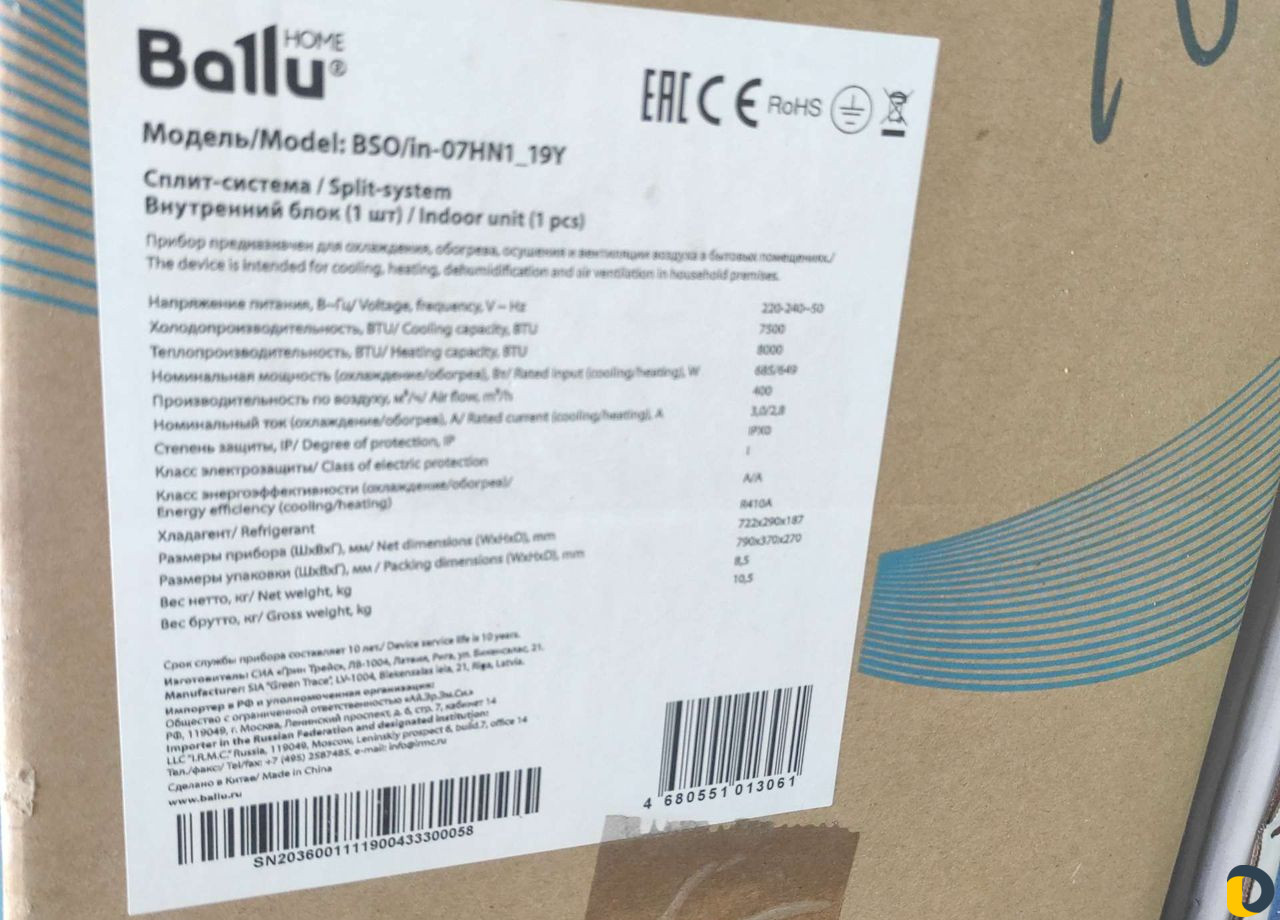 Ballu® HOME
EAC CE RoHS
Модель/Model: BSO/in-07HN1_19Y
Сплит-система / Split-system
Внутренний блок (1 шт) / Indoor unit (1 pcs)
Прибор предназначен для охлаждения, обогрева, осушения и вентиляции воздуха в бытовых помещениях/
The device is intended for cooling, heating, dehumidification and air ventilation in household premises.
Напряжение питания, В~Гц/ Voltage, frequency, V ~ Hz 220-240~50
Холодопроизводительность, BTU/ Cooling capacity, BTU 7500
Теплопроизводительность, BTU/ Heating capacity, BTU 8000
Номинальная мощность (охлаждение/обогрев), Вт/ Rated input (cooling/heating), W 685/649
Производительность по воздуху, м³/ч/ Air flow, m³/h 400
Номинальный ток (охлаждение/обогрев), А/ Rated current (cooling/heating), A 3,0/2,8
Степень защиты, IP/ Degree of protection, IP IPX0
Класс электрозащиты/ Class of electric protection I
Класс энергоэффективности (охлаждение/обогрев)/
Energy efficiency (cooling/heating) A/A
Хладагент/ Refrigerant R410A
Размеры прибора (ШxВxГ), мм/ Net dimensions (WxHxD), mm 722x290x187
Размеры упаковки (ШxВxГ), мм / Packing dimensions (WxHxD), mm 790x370x270
Вес нетто, кг/ Net weight, kg 8,5
Вес брутто, кг/ Gross weight, kg 10,5
Срок службы прибора составляет 10 лет/ Device service life is 10 years.
Изготовитель: СИА «Грин Трейс», ЛВ-1004, Латвия, Рига, ул. Биекенсалас, 21.
Manufacturer: SIA "Green Trace", LV-1004, Biekensalas iela, 21, Riga, Latvia.
Импортер в РФ и уполномоченная организация:
Общество с ограниченной ответственностью «Ай.Эр.Эм.Си.»
РФ, 119049, г. Москва, Ленинский проспект, д. 6, стр. 7, кабинет 14
Importer in the Russian Federation and designated institution:
LLC "I.R.M.C." Russia, 119049, Moscow, Leninskiy prospect 6, build.7, office 14
Тел./факс/ Tel/fax: +7 (495) 2587485, e-mail: info@irmc.ru
Сделано в Китае/ Made in China
www.ballu.ru
SN2036001111900433300058
4 680551 013061